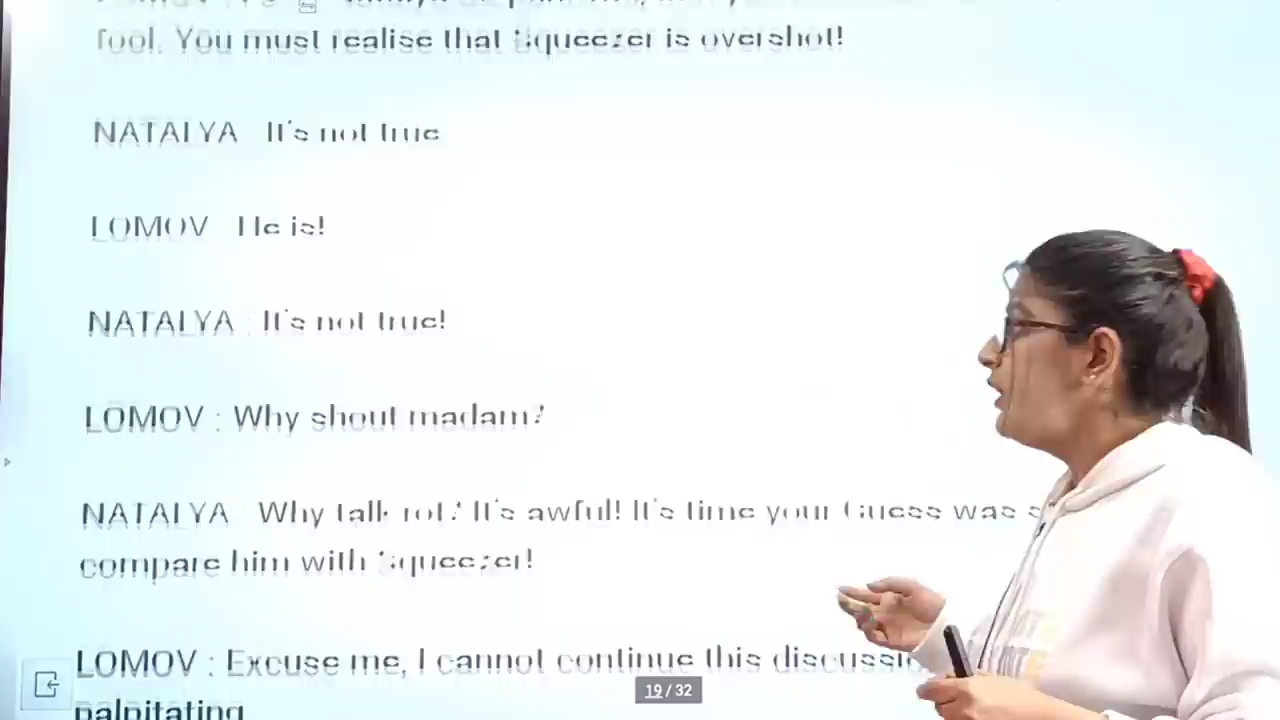 fool. You must realise that Squeezer is overshot!
NATALYA : It's not true
LOMOV : He is!
NATALYA : It's not true!
LOMOV : Why shout madam?
NATALYA : Why talk rot? It's awful! It's time your Guess was
compare him with Squeezer!
LOMOV : Excuse me, I cannot continue this
palpitating
19 / 32